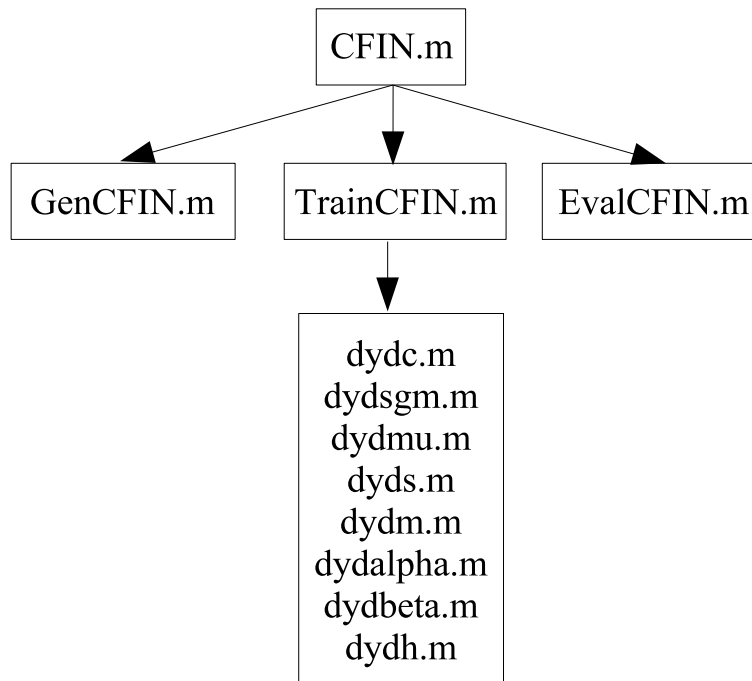 CFIN.m
GenCFIN.m
TrainCFIN.m
EvalCFIN.m
dydc.m
dydsgm.m
dydmu.m
dyds.m
dydm.m
dydalpha.m
dydbeta.m
dydh.m